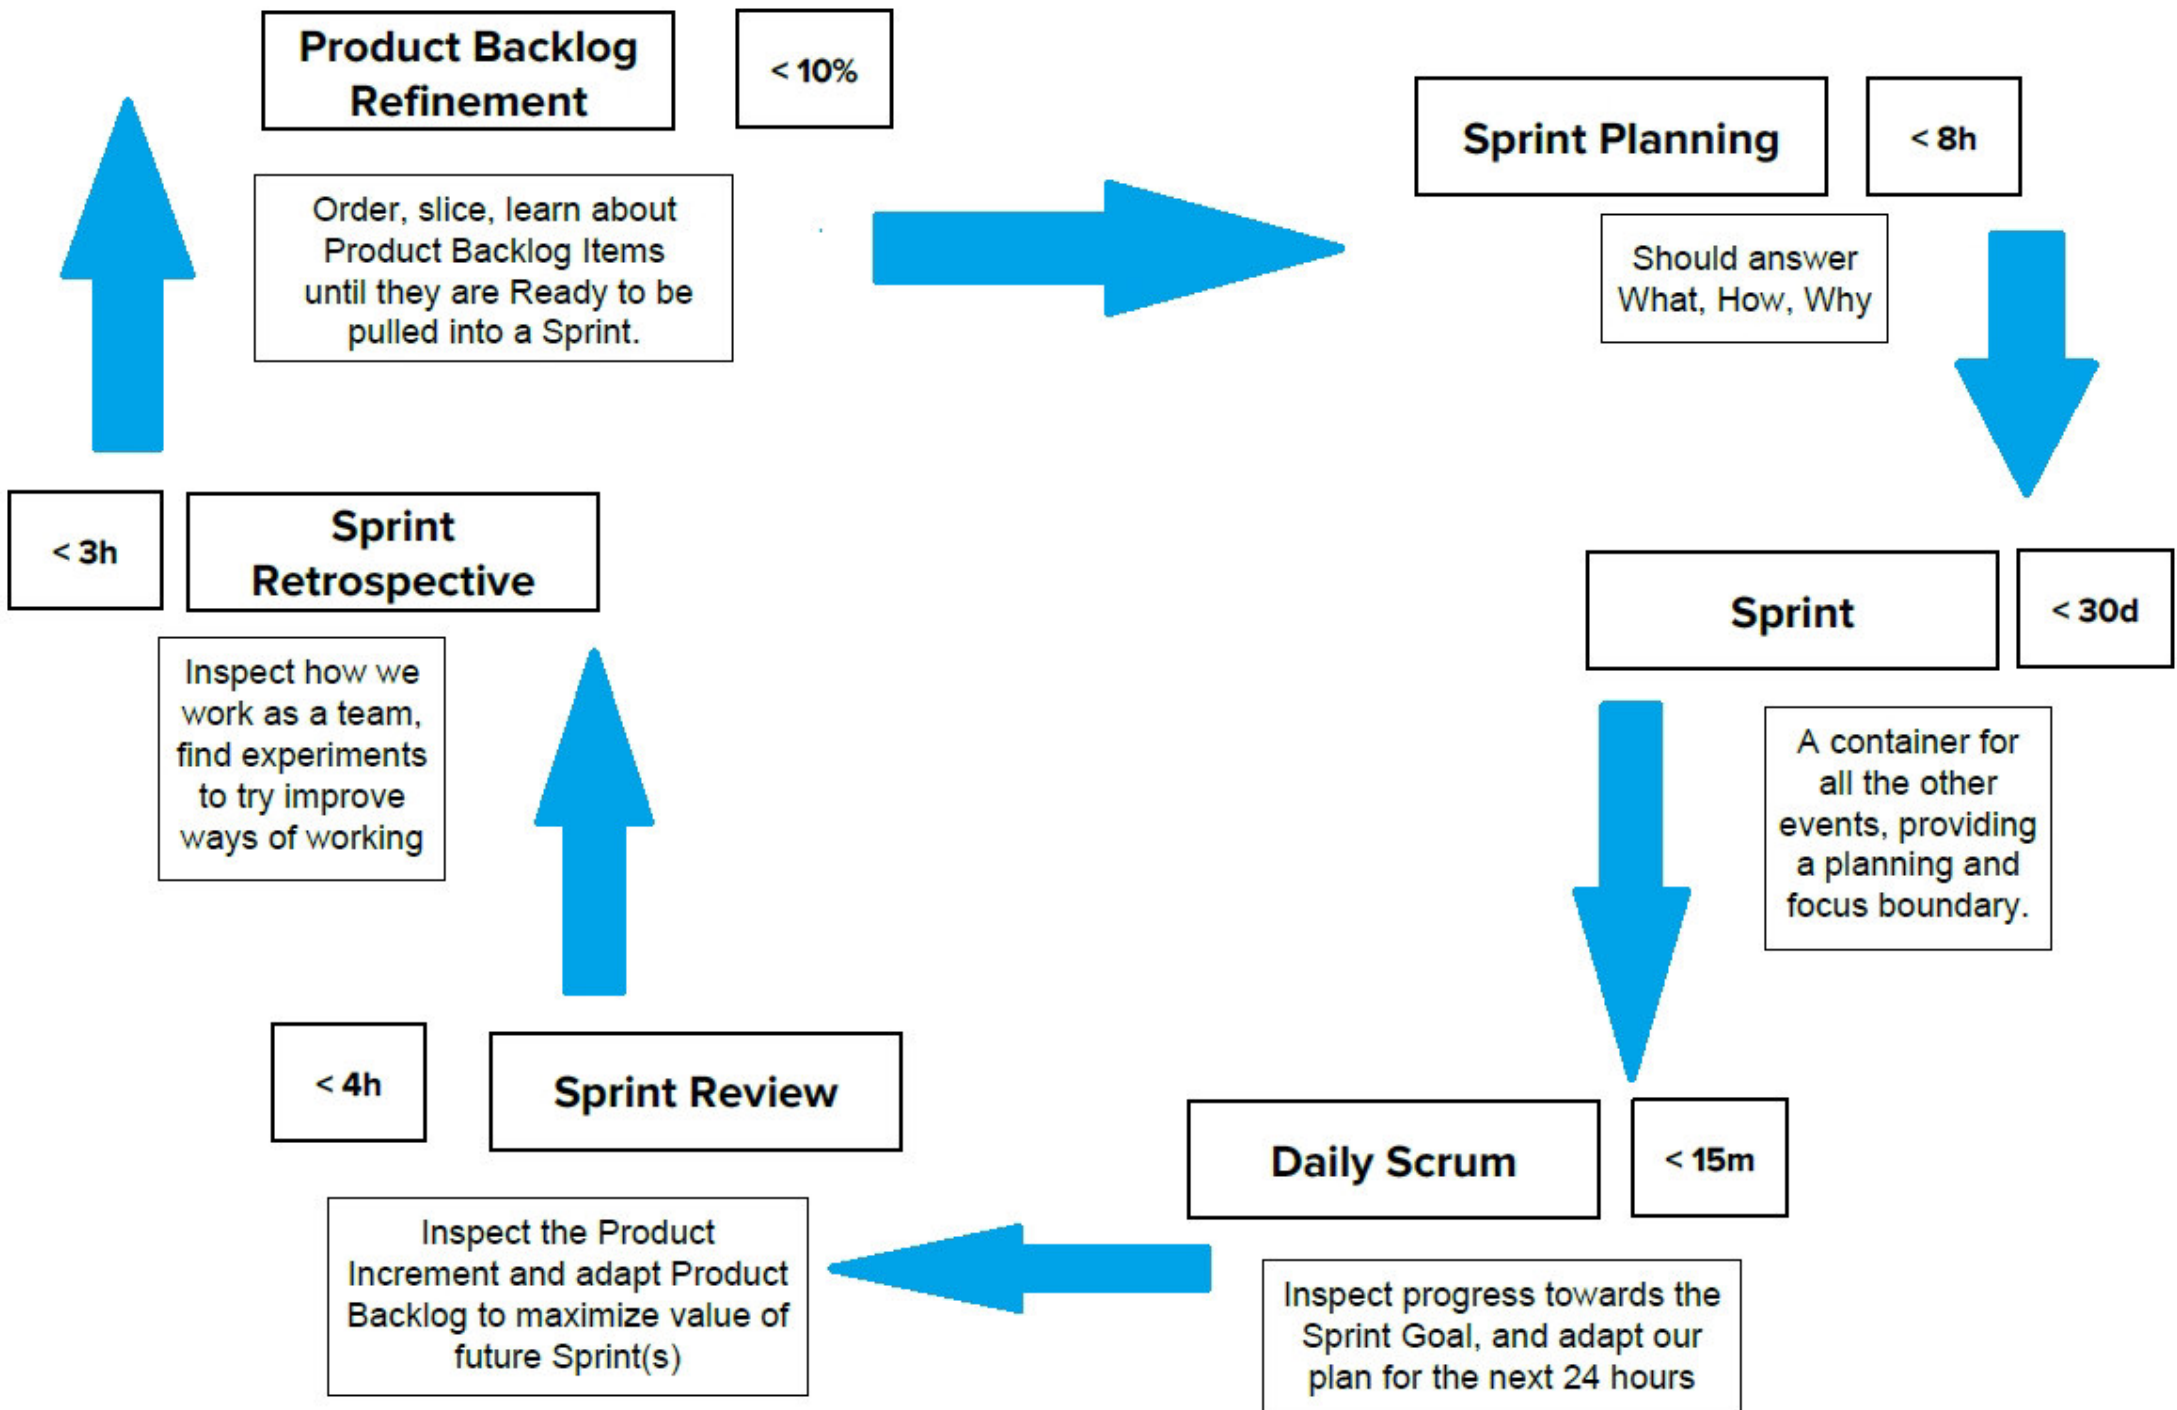 Product Backlog
Refinement
< 10%
Order, slice, learn about
Product Backlog Items
until they are Ready to be
pulled into a Sprint.
Sprint Planning
< 8h
Should answer
What, How, Why
Sprint
< 30d
A container for
all the other
events, providing
a planning and
focus boundary.
Daily Scrum
< 15m
Inspect progress towards the
Sprint Goal, and adapt our
plan for the next 24 hours
< 4h
Sprint Review
Inspect the Product
Increment and adapt Product
Backlog to maximize value of
future Sprint(s)
< 3h
Sprint
Retrospective
Inspect how we
work as a team,
find experiments
to try improve
ways of working